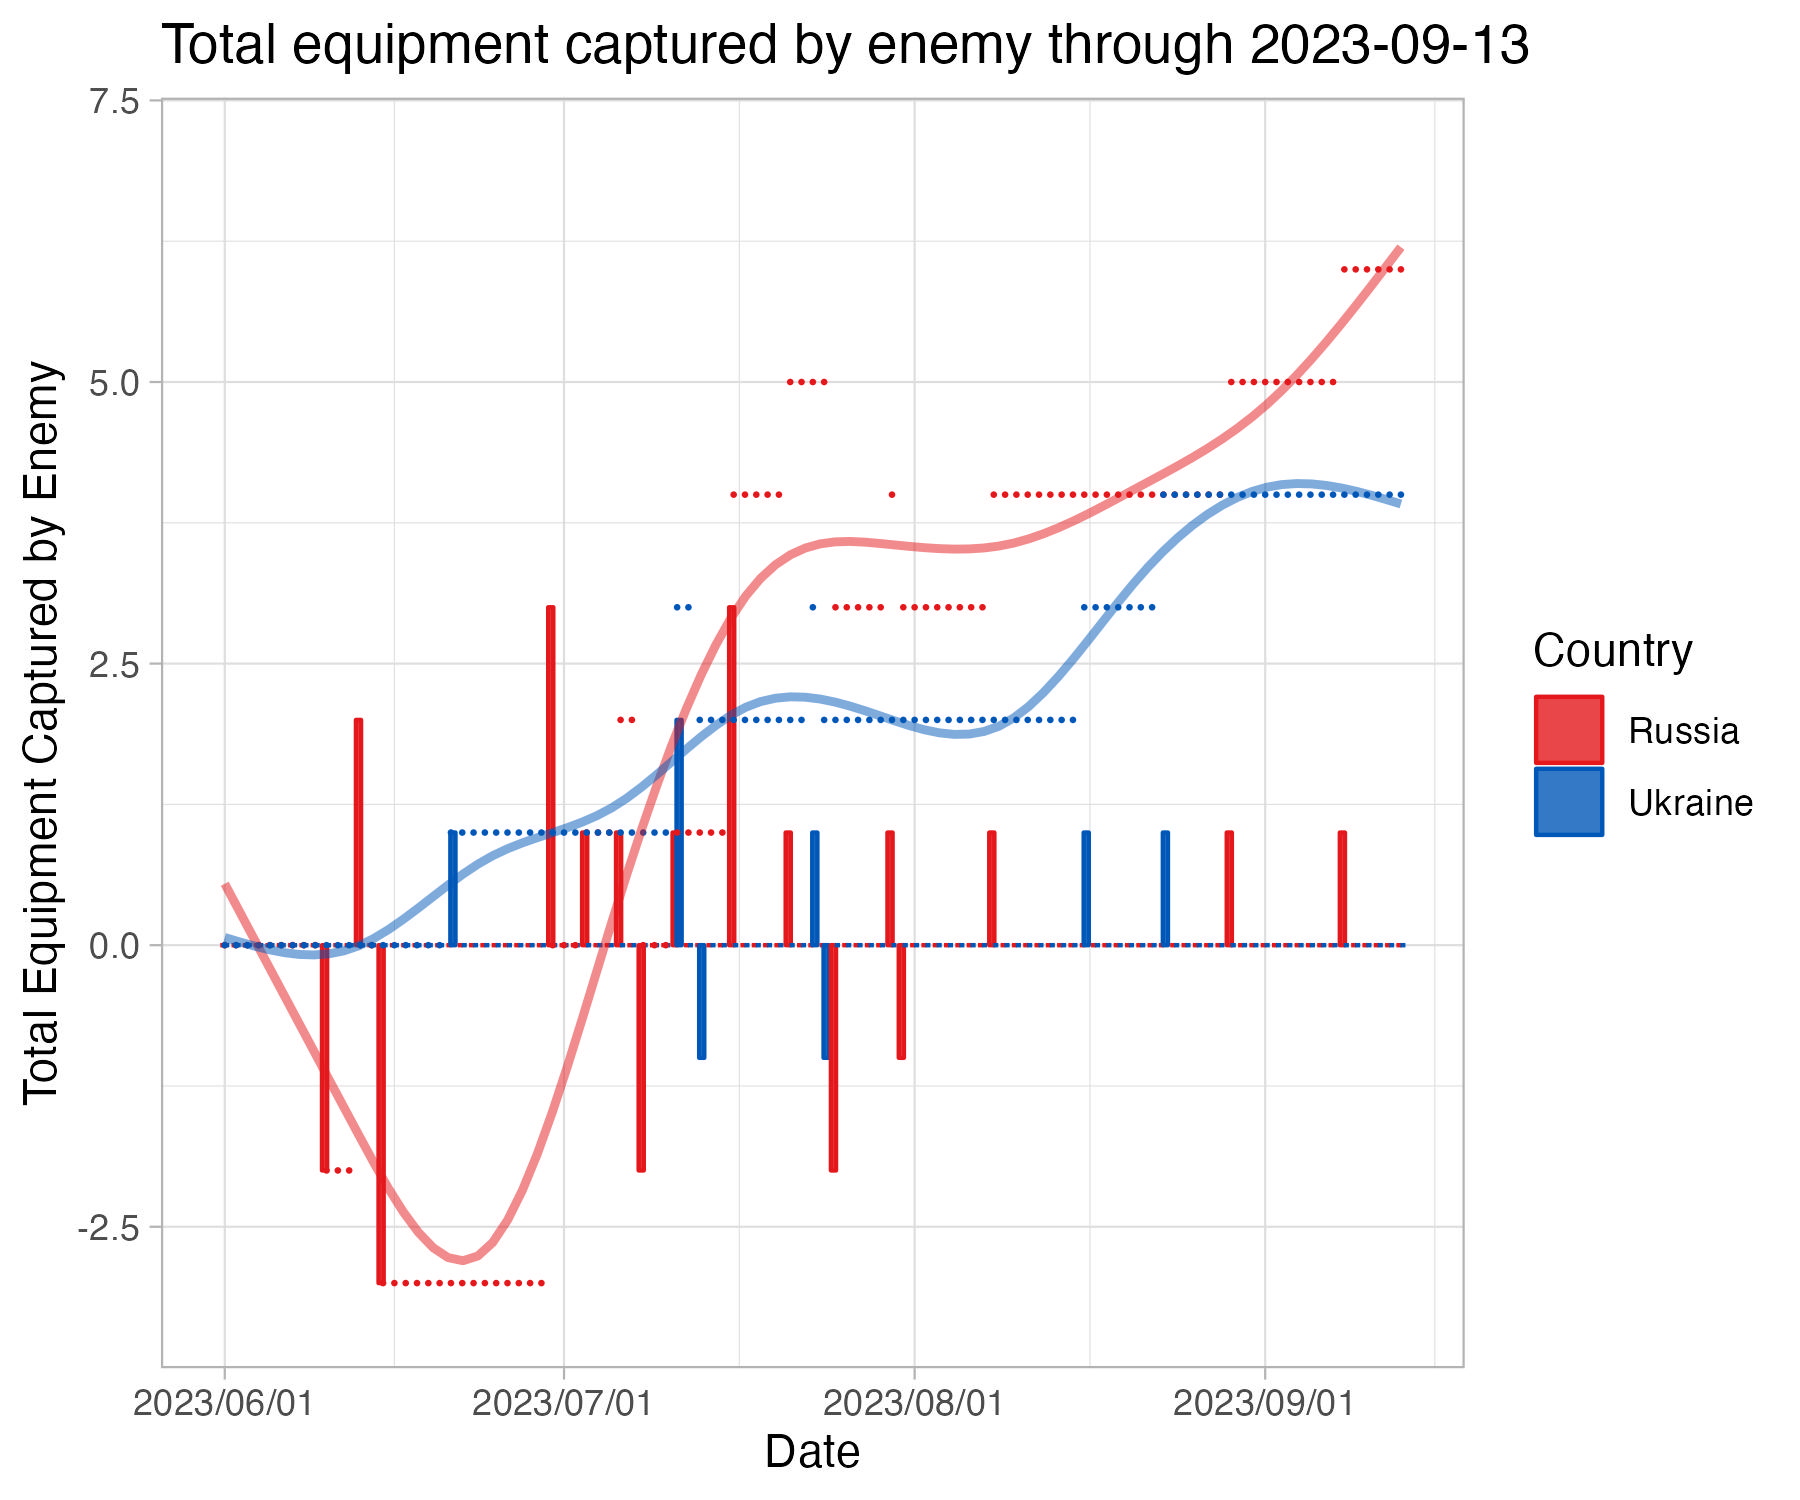 Total equipment captured by enemy through 2023-09-13
Total Equipment Captured by Enemy
7.5
5.0
2.5
0.0
-2.5
2023/06/01
2023/07/01
2023/08/01
2023/09/01
Date
Country
Russia
Ukraine